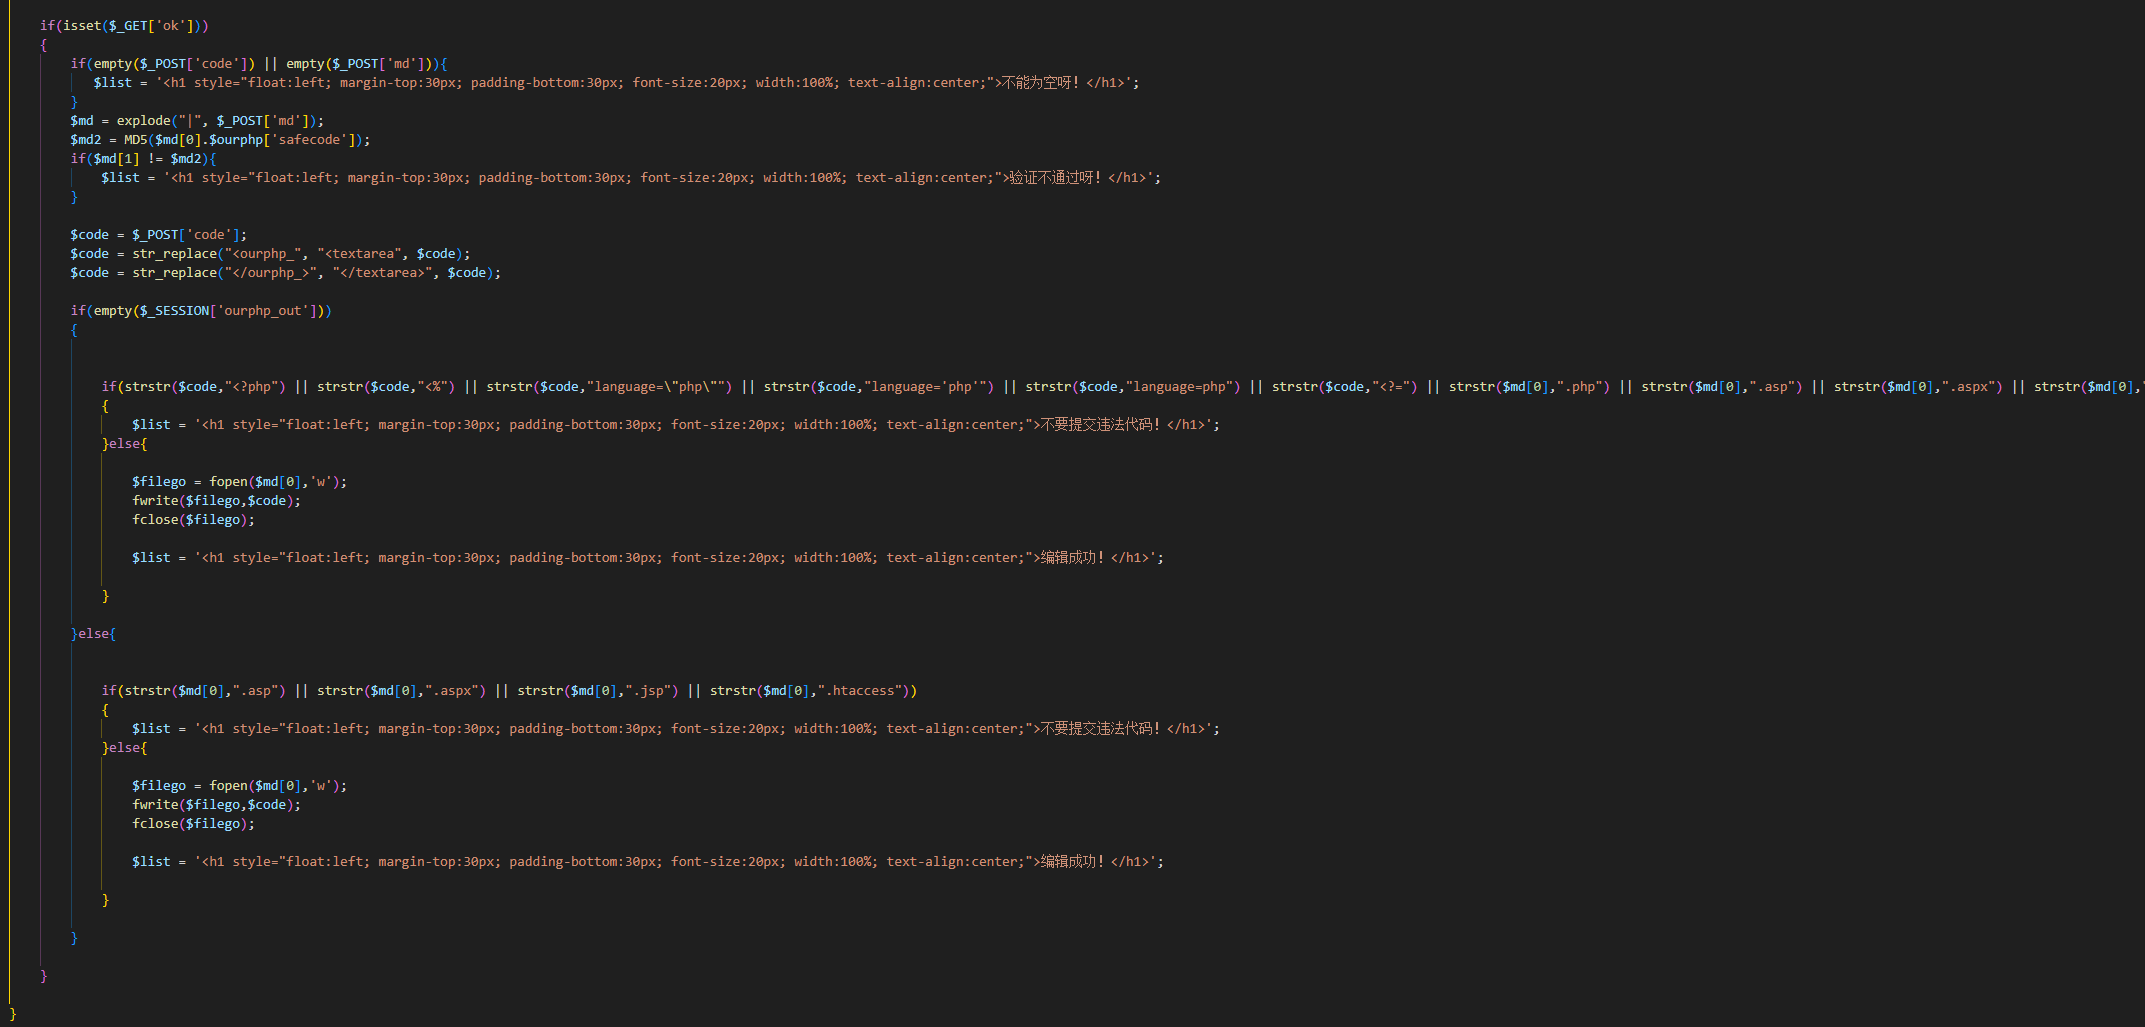 if(isset($_GET['ok']))
{
if(empty($_POST['code']) || empty($_POST['md'])){
$list = '<h1 style="float:left; margin-top:30px; padding-bottom:30px; font-size:20px; width:100%; text-align:center;">不能为空呀！</h1>';
}
$md = explode("|", $_POST['md']);
$md2 = MD5($md[0].$ourphp['safecode']);
if($md[1] != $md2){
$list = '<h1 style="float:left; margin-top:30px; padding-bottom:30px; font-size:20px; width:100%; text-align:center;">验证不通过呀！</h1>';
}
$code = $_POST['code'];
$code = str_replace("<ourphp_", "<textarea", $code);
$code = str_replace("</ourphp_>", "</textarea>", $code);
if(empty($_SESSION['ourphp_out']))
{
if(strstr($code,"<?php") || strstr($code,"<%") || strstr($code,"language=\"php\"") || strstr($code,"language='php'") || strstr($code,"language=php") || strstr($code,"<?=") || strstr($md[0],".php") || strstr($md[0],".asp") || strstr($md[0],".aspx") || strstr($md[0],"
{
$list = '<h1 style="float:left; margin-top:30px; padding-bottom:30px; font-size:20px; width:100%; text-align:center;">不要提交违法代码！</h1>';
}else{
$filego = fopen($md[0],'w');
fwrite($filego,$code);
fclose($filego);
$list = '<h1 style="float:left; margin-top:30px; padding-bottom:30px; font-size:20px; width:100%; text-align:center;">编辑成功！</h1>';
}
}else{
if(strstr($md[0],".asp") || strstr($md[0],".aspx") || strstr($md[0],".jsp") || strstr($md[0],".htaccess"))
{
$list = '<h1 style="float:left; margin-top:30px; padding-bottom:30px; font-size:20px; width:100%; text-align:center;">不要提交违法代码！</h1>';
}else{
$filego = fopen($md[0],'w');
fwrite($filego,$code);
fclose($filego);
$list = '<h1 style="float:left; margin-top:30px; padding-bottom:30px; font-size:20px; width:100%; text-align:center;">编辑成功！</h1>';
}
}
}
}